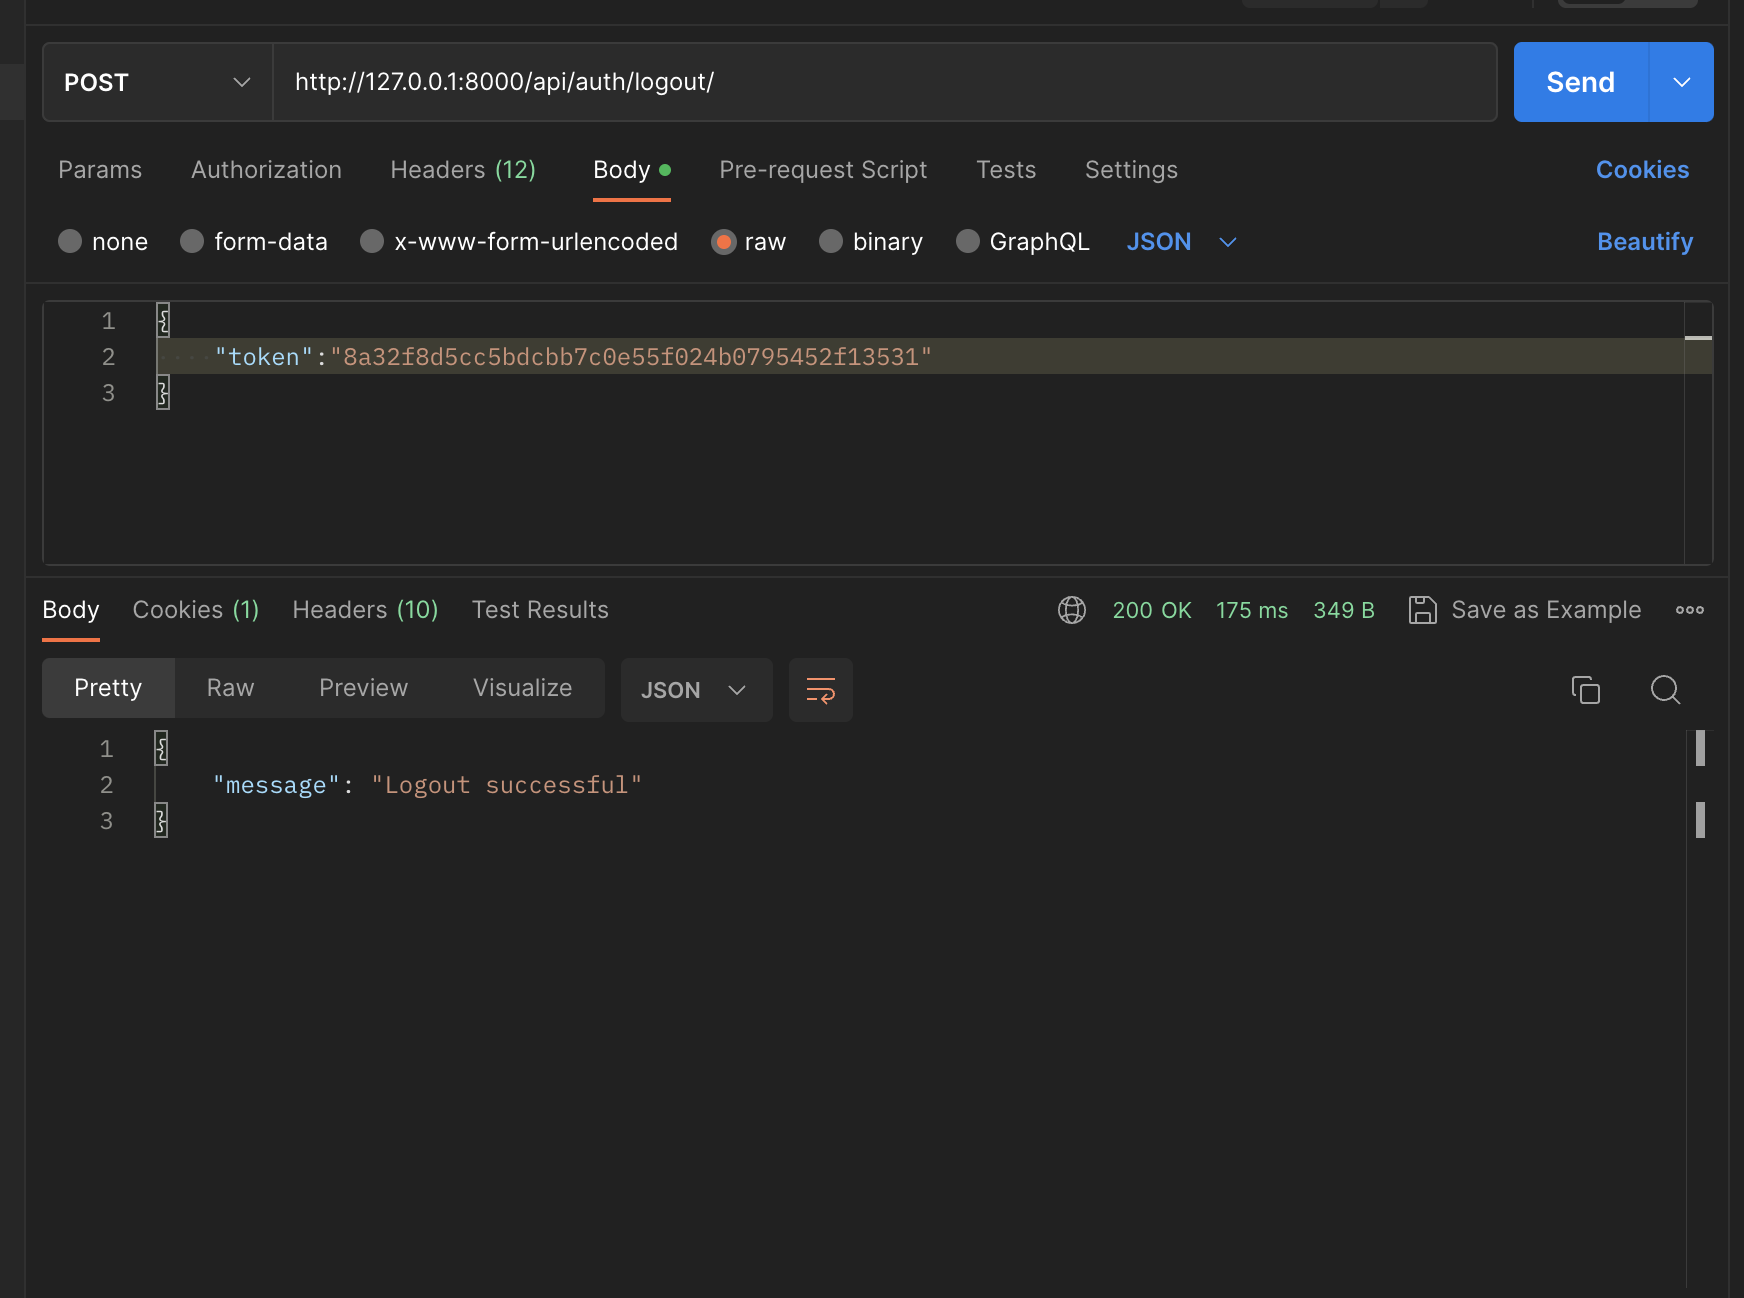 POST http://127.0.0.1:8000/api/auth/logout/ Send
Params Authorization Headers (12) Body Pre-request Script Tests Settings Cookies
none form-data x-www-form-urlencoded raw binary GraphQL JSON Beautify
1 {
2 "token":"8a32f8d5cc5bdcbb7c0e55f024b0795452f13531"
3 }
Body Cookies (1) Headers (10) Test Results 200 OK 175 ms 349 B Save as Example
Pretty Raw Preview Visualize JSON
1 {
2 "message": "Logout successful"
3 }